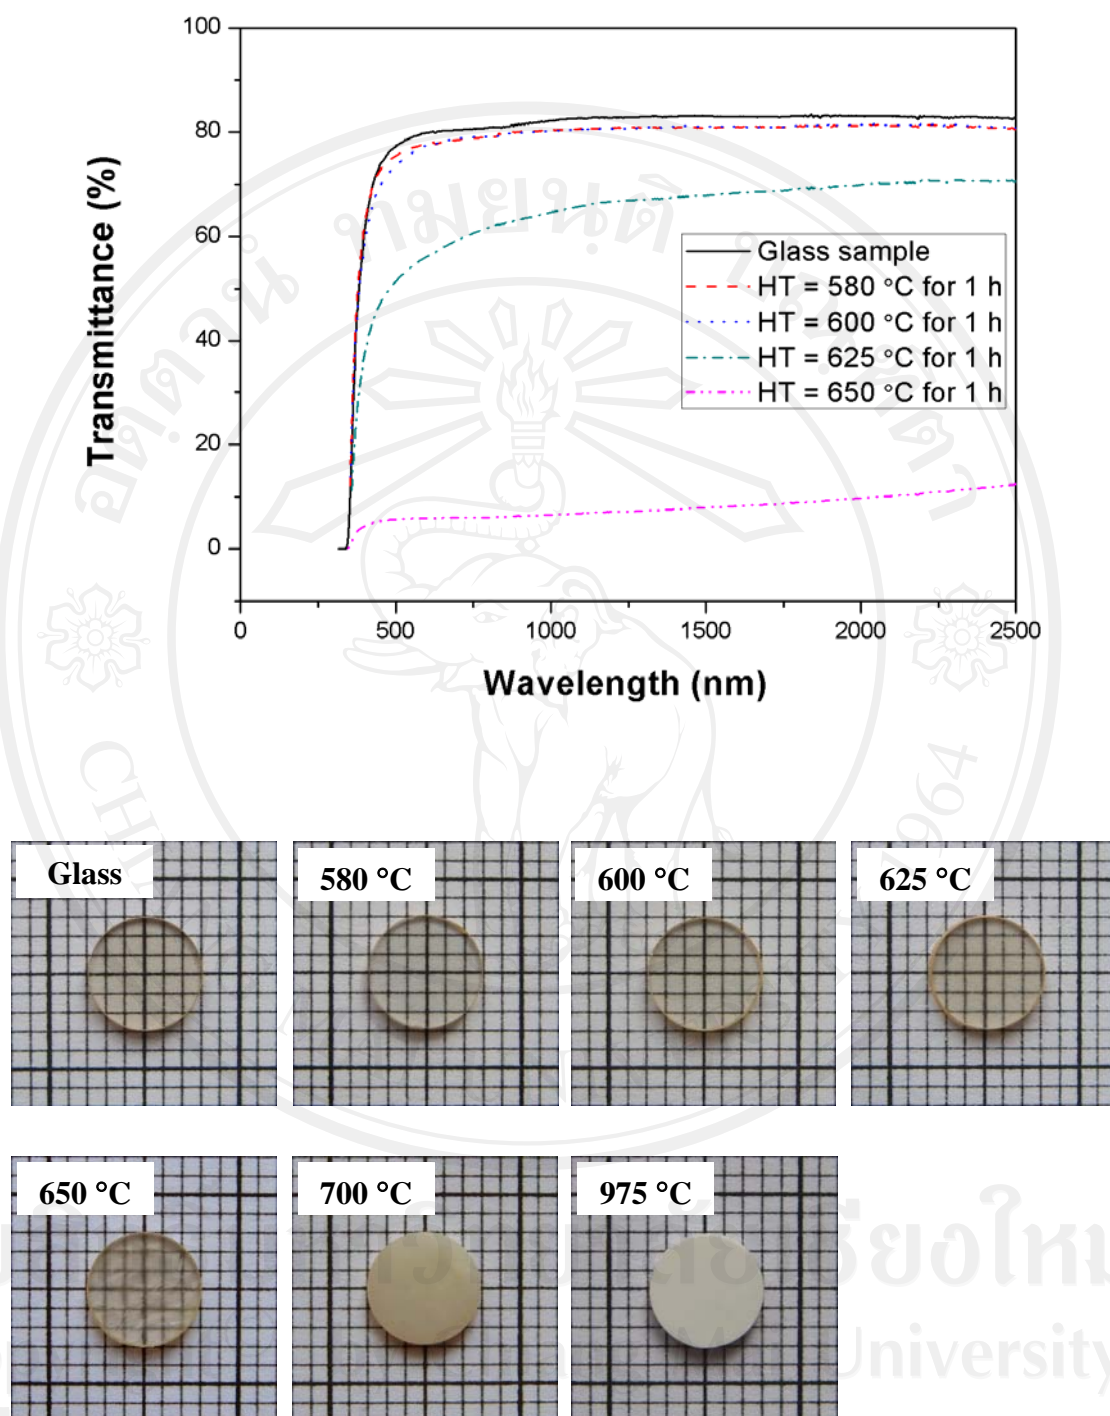 100
80
60
40
20
0
Transmittance (%)
Glass sample
HT = 580 °C for 1 h
HT = 600 °C for 1 h
HT = 625 °C for 1 h
HT = 650 °C for 1 h
0 500 1000 1500 2000 2500
Wavelength (nm)
Glass
580 °C
600 °C
625 °C
650 °C
700 °C
975 °C
University